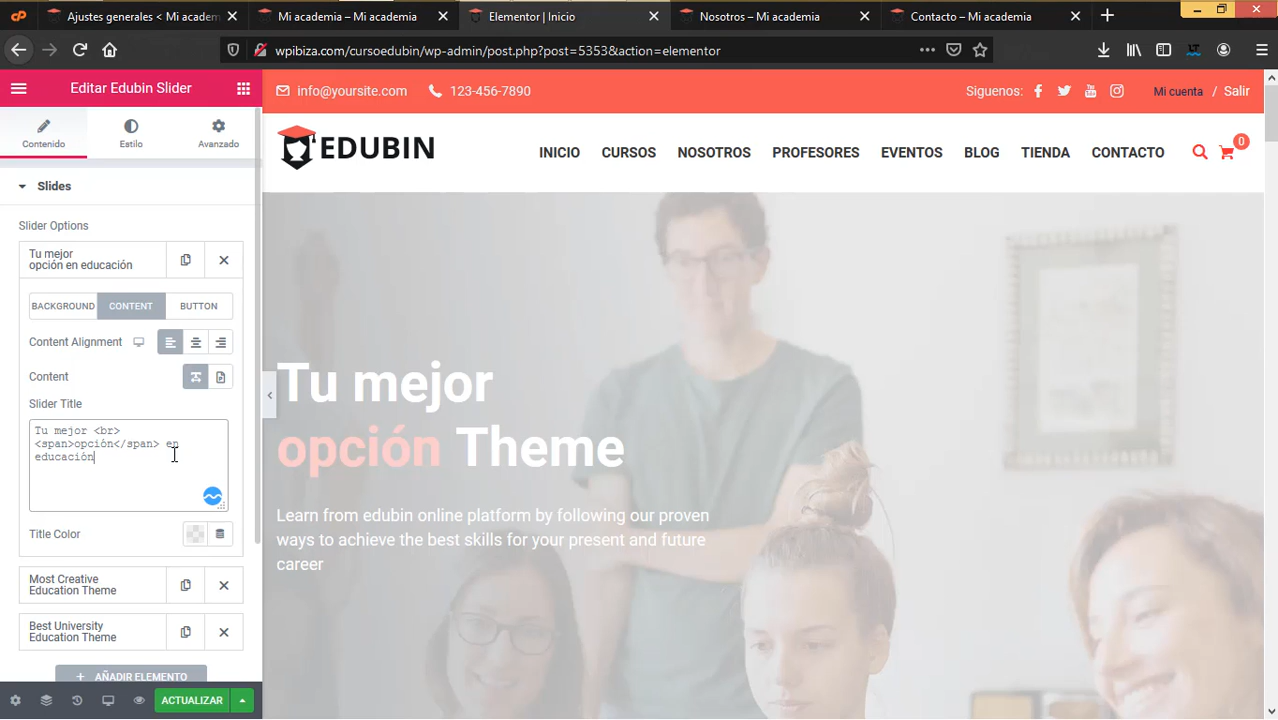 Ajustes generales < Mi academ
Mi academia – Mi academia
Elementor | Inicio
Nosotros – Mi academia
Contacto – Mi academia
wpibiza.com/cursoedubin/wp-admin/post.php?post=5353&action=elementor
Editar Edubin Slider
info@yoursite.com
123-456-7890
Siguenos:
Mi cuenta / Salir
Contenido
Estilo
Avanzado
EDUBIN
INICIO
CURSOS
NOSOTROS
PROFESORES
EVENTOS
BLOG
TIENDA
CONTACTO
0
Slides
Slider Options
Tu mejor
opción en educación
BACKGROUND
CONTENT
BUTTON
Content Alignment
Content
Slider Title
Tu mejor <br>
<span>opción</span> en
educación
Title Color
Most Creative
Education Theme
Best University
Education Theme
AÑADIR ELEMENTO
ACTUALIZAR
Tu mejor
opción Theme
Learn from edubin online platform by following our proven
ways to achieve the best skills for your present and future
career